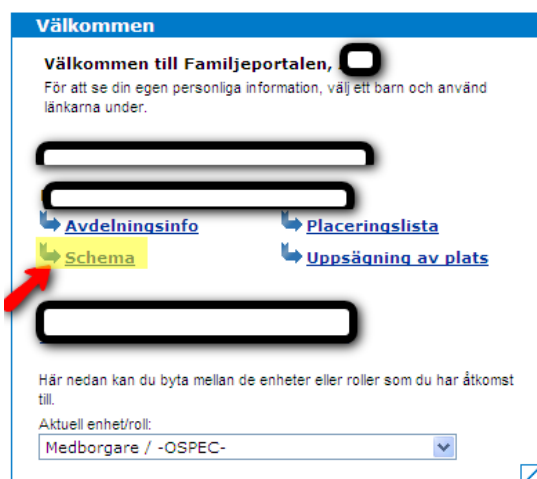 Välkommen
Välkommen till Familjeportalen,
För att se din egen personliga information, välj ett barn och använd
länkarna under.
Avdelningsinfo Placeringslista
Schema Uppsägning av plats
Här nedan kan du byta mellan de enheter eller roller som du har åtkomst
till.
Aktuell enhet/roll:
Medborgare / -OSPEC-